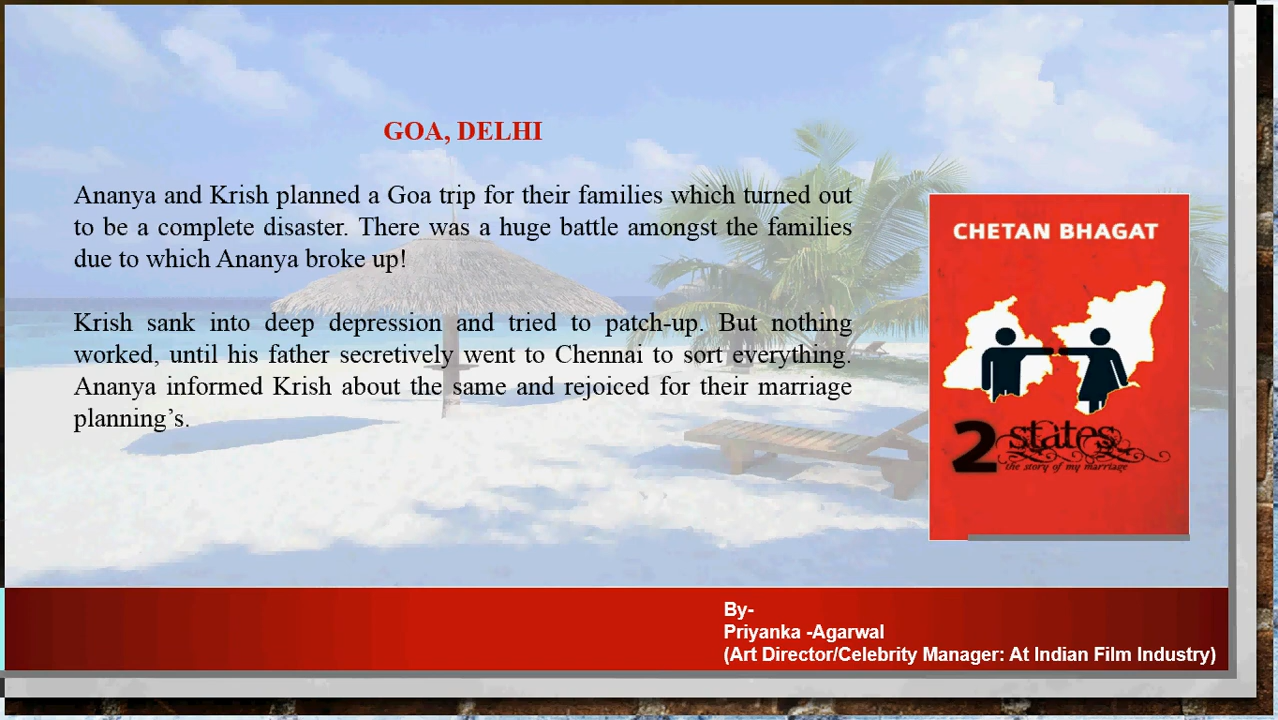 GOA, DELHI
Ananya and Krish planned a Goa trip for their families which turned out
to be a complete disaster. There was a huge battle amongst the families
due to which Ananya broke up!
Krish sank into deep depression and tried to patch-up. But nothing
worked, until his father secretively went to Chennai to sort everything.
Ananya informed Krish about the same and rejoiced for their marriage
planning’s.
CHETAN BHAGAT
2 states
the story of my marriage
By-
Priyanka -Agarwal
(Art Director/Celebrity Manager: At Indian Film Industry)